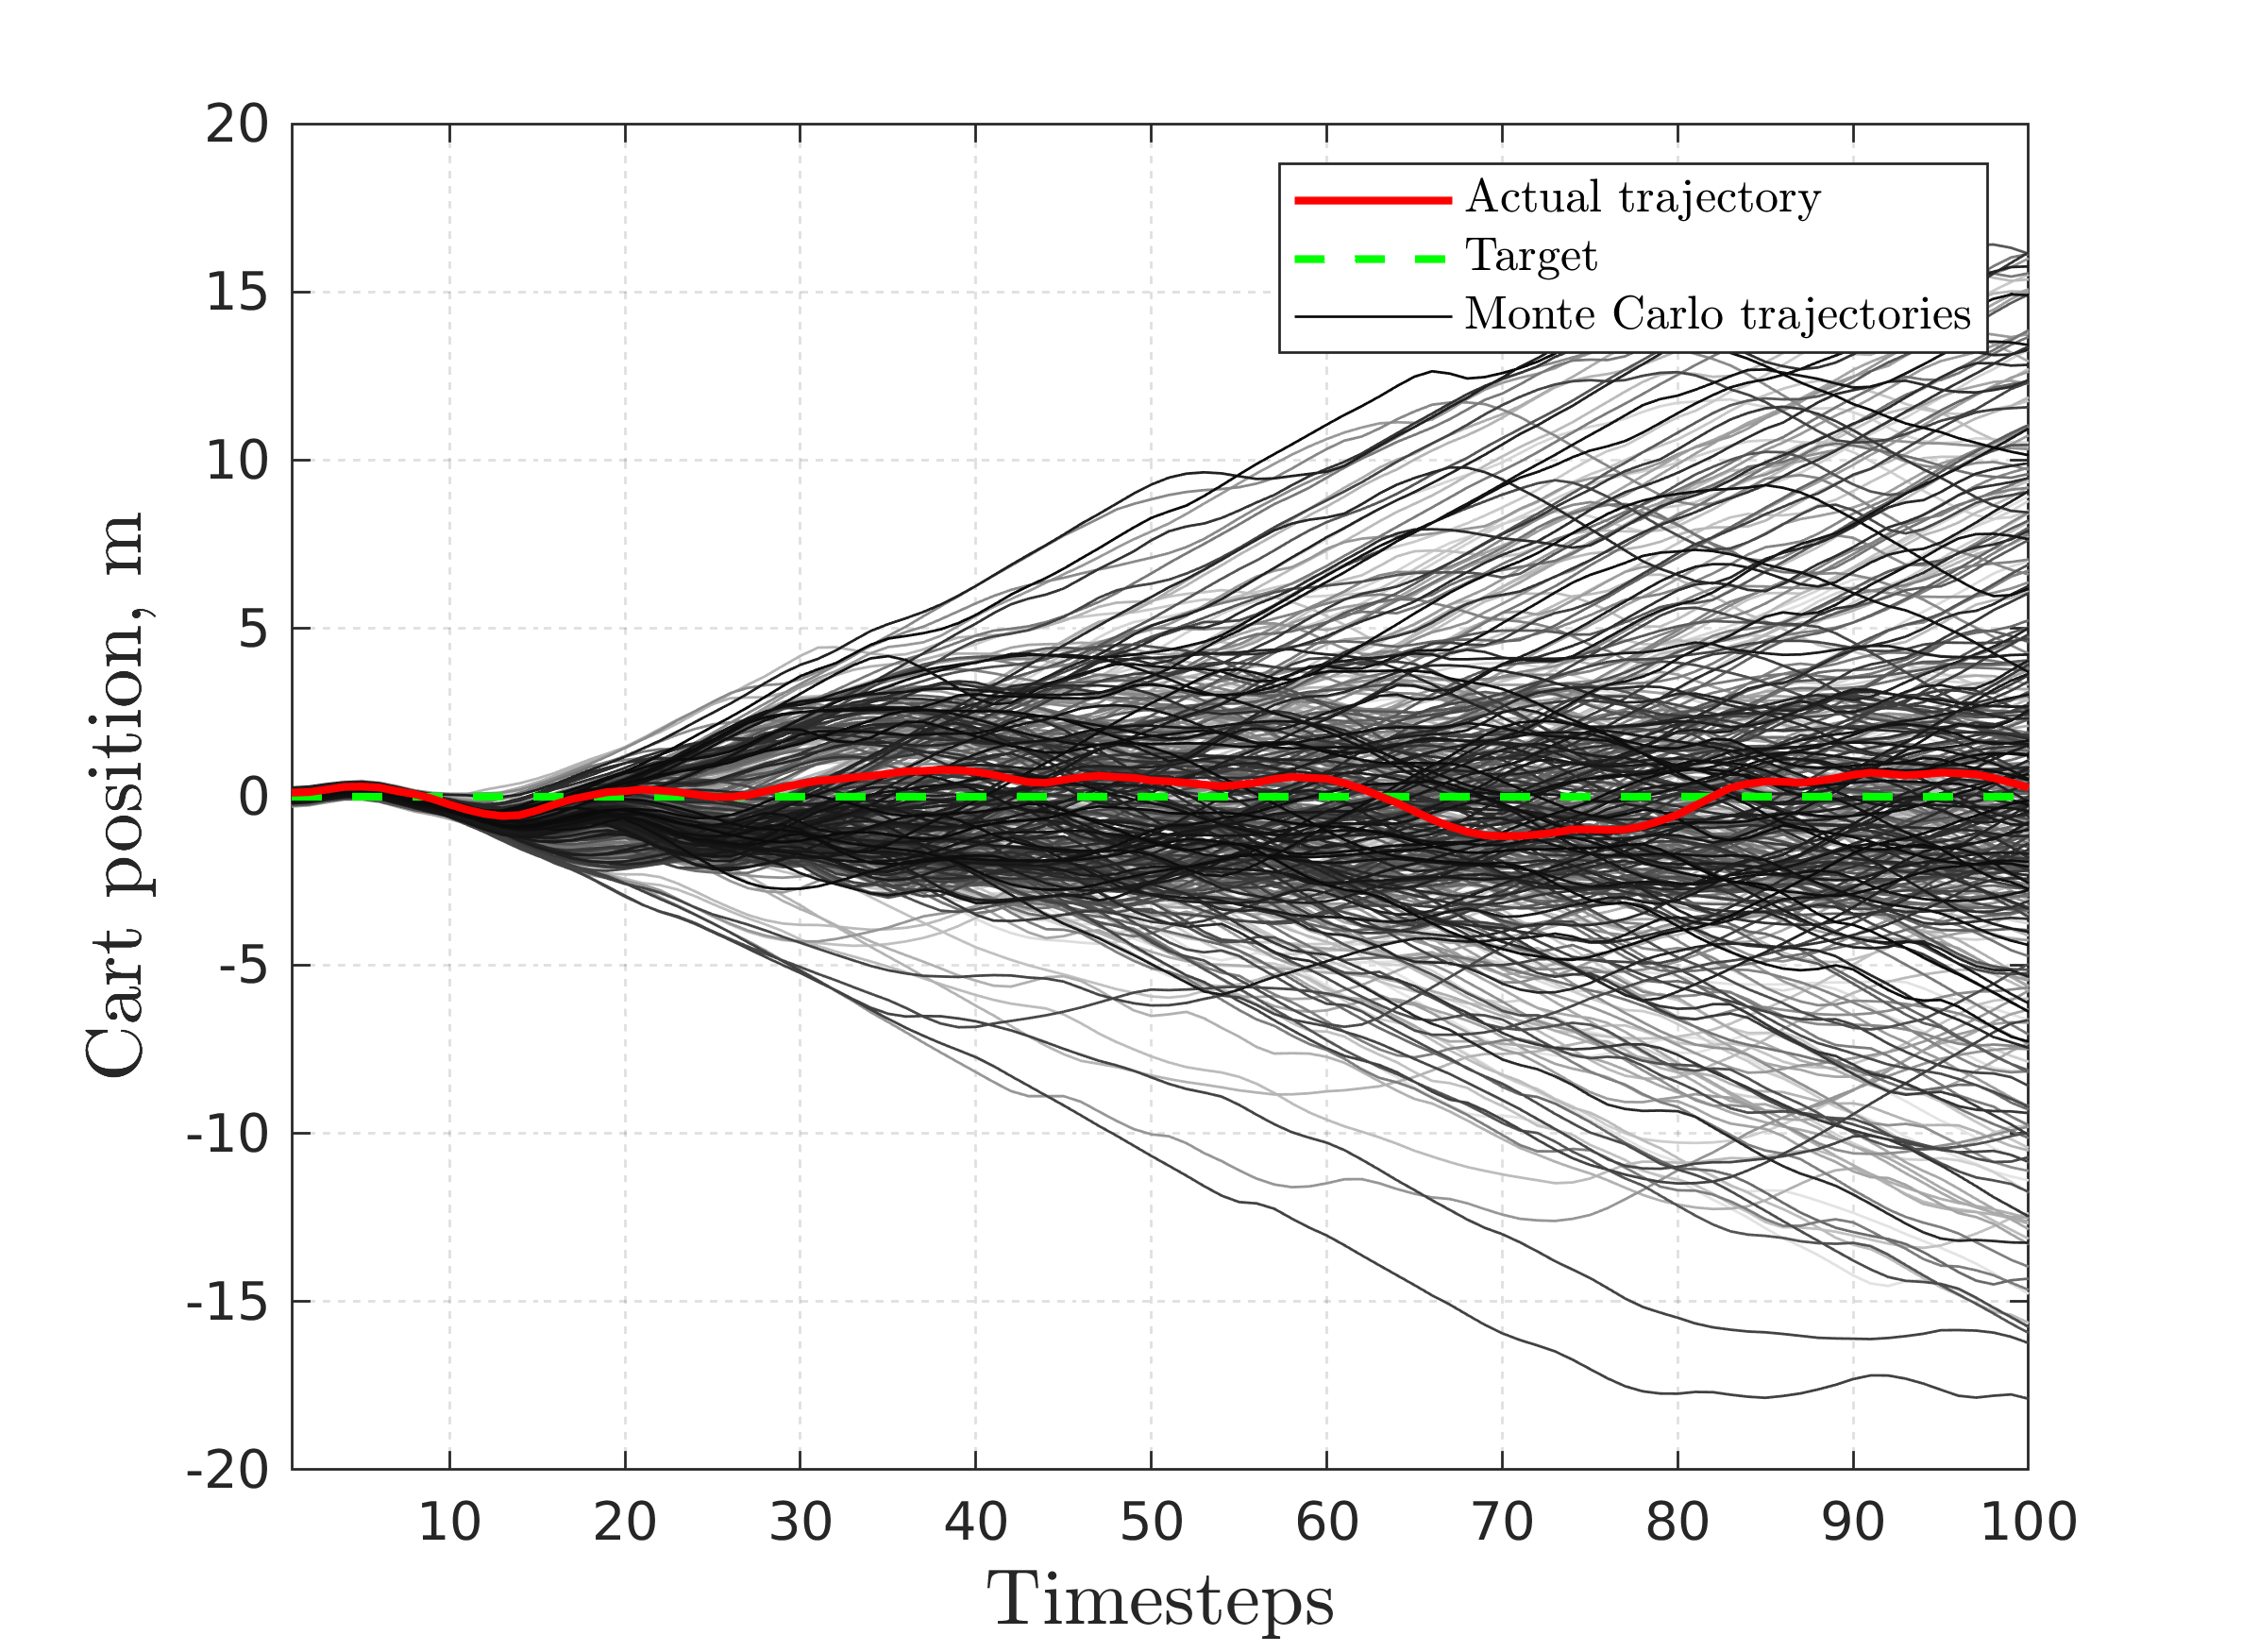 20
15
10
5
0
-5
-10
-15
-20
Cart position, m
Actual trajectory
Target
Monte Carlo trajectories
10 20 30 40 50 60 70 80 90 100
Timesteps